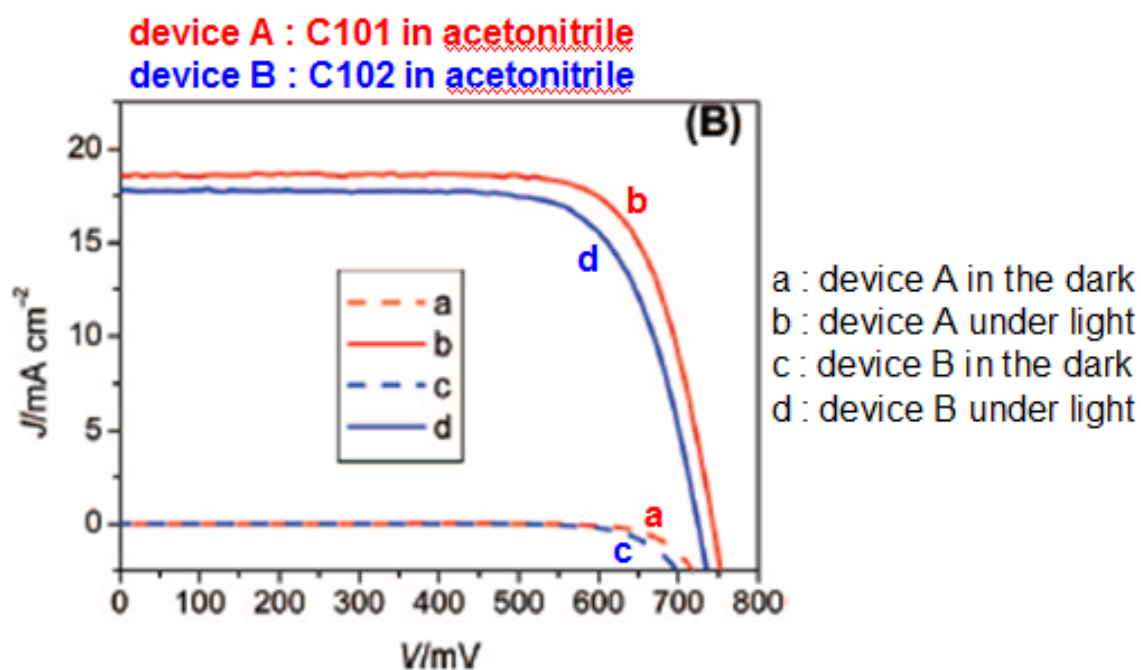 device A : C101 in acetonitrile
device B : C102 in acetonitrile
(B)
20
15
10
5
0
J/mA cm⁻²
b
d
a
b
c
d
a
c
0 100 200 300 400 500 600 700 800
V/mV
a : device A in the dark
b : device A under light
c : device B in the dark
d : device B under light